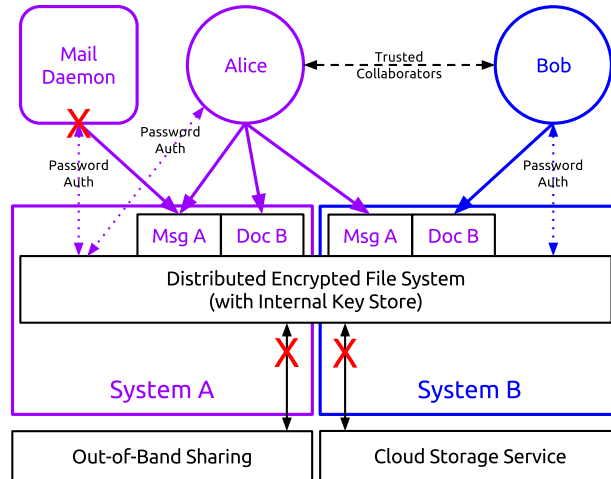 Mail
Daemon
Alice
Trusted
Collaborators
Bob
X
Password
Auth
Password
Auth
Password
Auth
Msg A
Doc B
Msg A
Doc B
Distributed Encrypted File System
(with Internal Key Store)
X
X
System A
System B
Out-of-Band Sharing
Cloud Storage Service